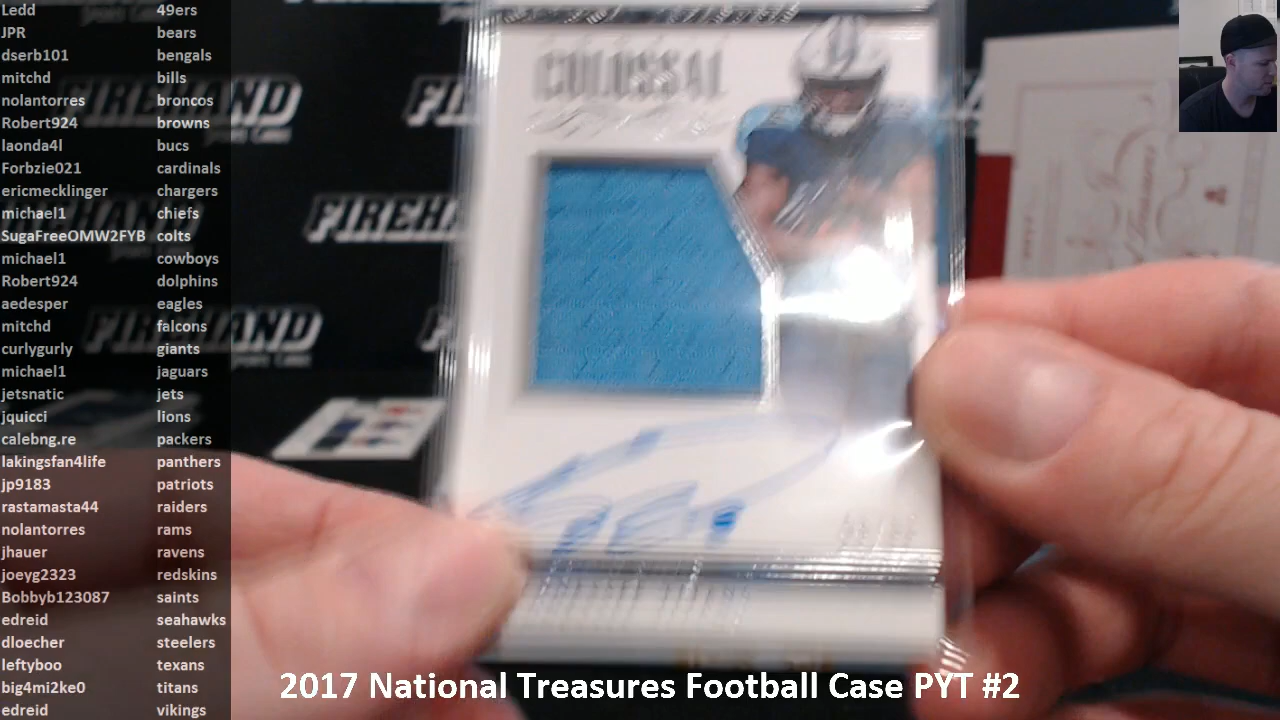 Ledd 49ers
JPR bears
dserb101 bengals
mitchd bills
nolantorres broncos
Robert924 browns
laonda4l bucs
Forbzie021 cardinals
ericmecklinger chargers
michael1 chiefs
SugaFreeOMW2FYB colts
michael1 cowboys
Robert924 dolphins
aedesper eagles
mitchd falcons
curlygurly giants
michael1 jaguars
jetsnatic jets
jquicci lions
calebng.re packers
lakingsfan4life panthers
jp9183 patriots
rastamasta44 raiders
nolantorres rams
jhauer ravens
joeyg2323 redskins
Bobbyb123087 saints
edreid seahawks
dloecher steelers
leftyboo texans
big4mi2ke0 titans
edreid vikings
COLOSSAL
FIREHAND
FIREHAND
FIREHAND
2017 National Treasures Football Case PYT #2